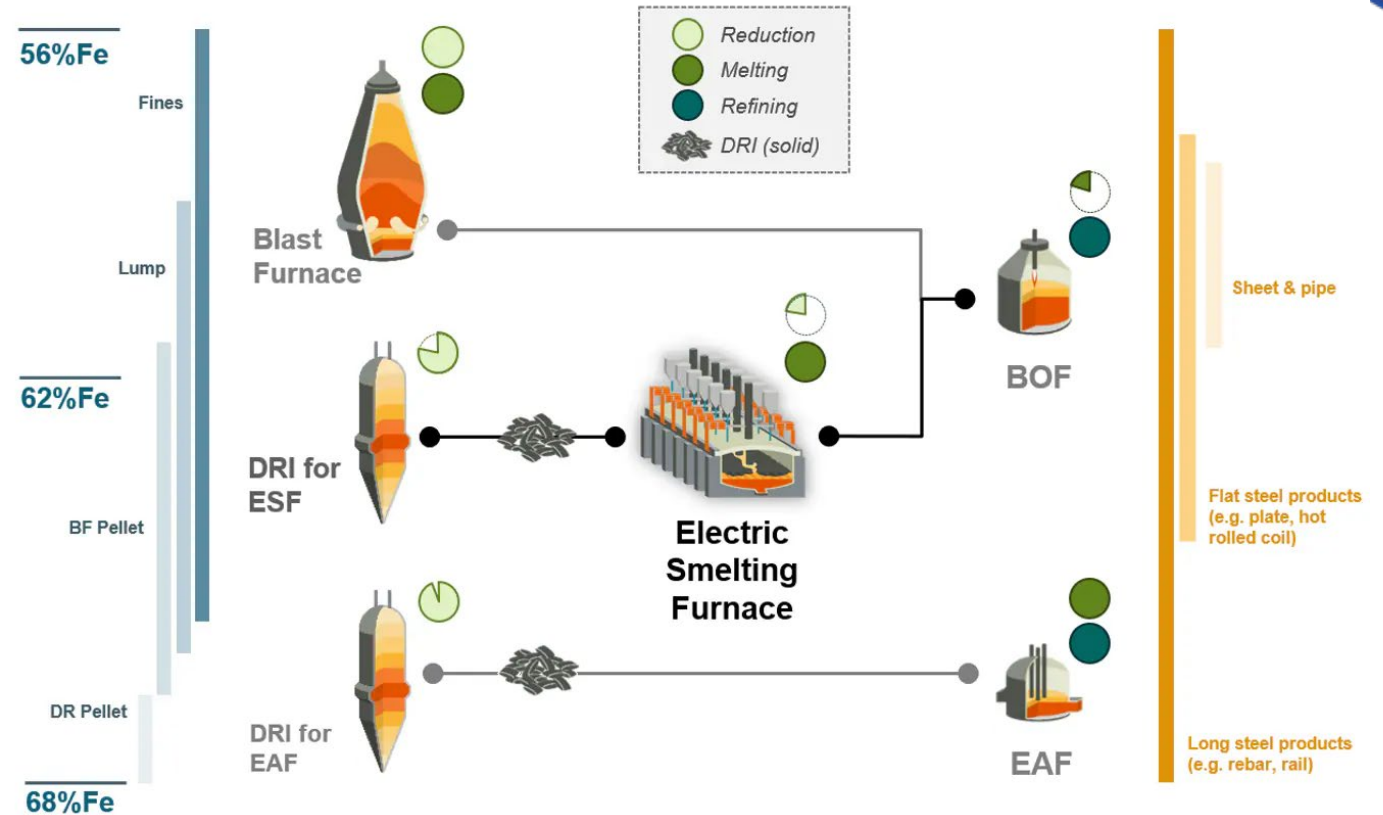 56%Fe
Fines
Lump
62%Fe
BF Pellet
DR Pellet
68%Fe
Reduction
Melting
Refining
DRI (solid)
Blast
Furnace
DRI for
ESF
Electric
Smelting
Furnace
DRI for
EAF
BOF
EAF
Sheet & pipe
Flat steel products
(e.g. plate, hot
rolled coil)
Long steel products
(e.g. rebar, rail)